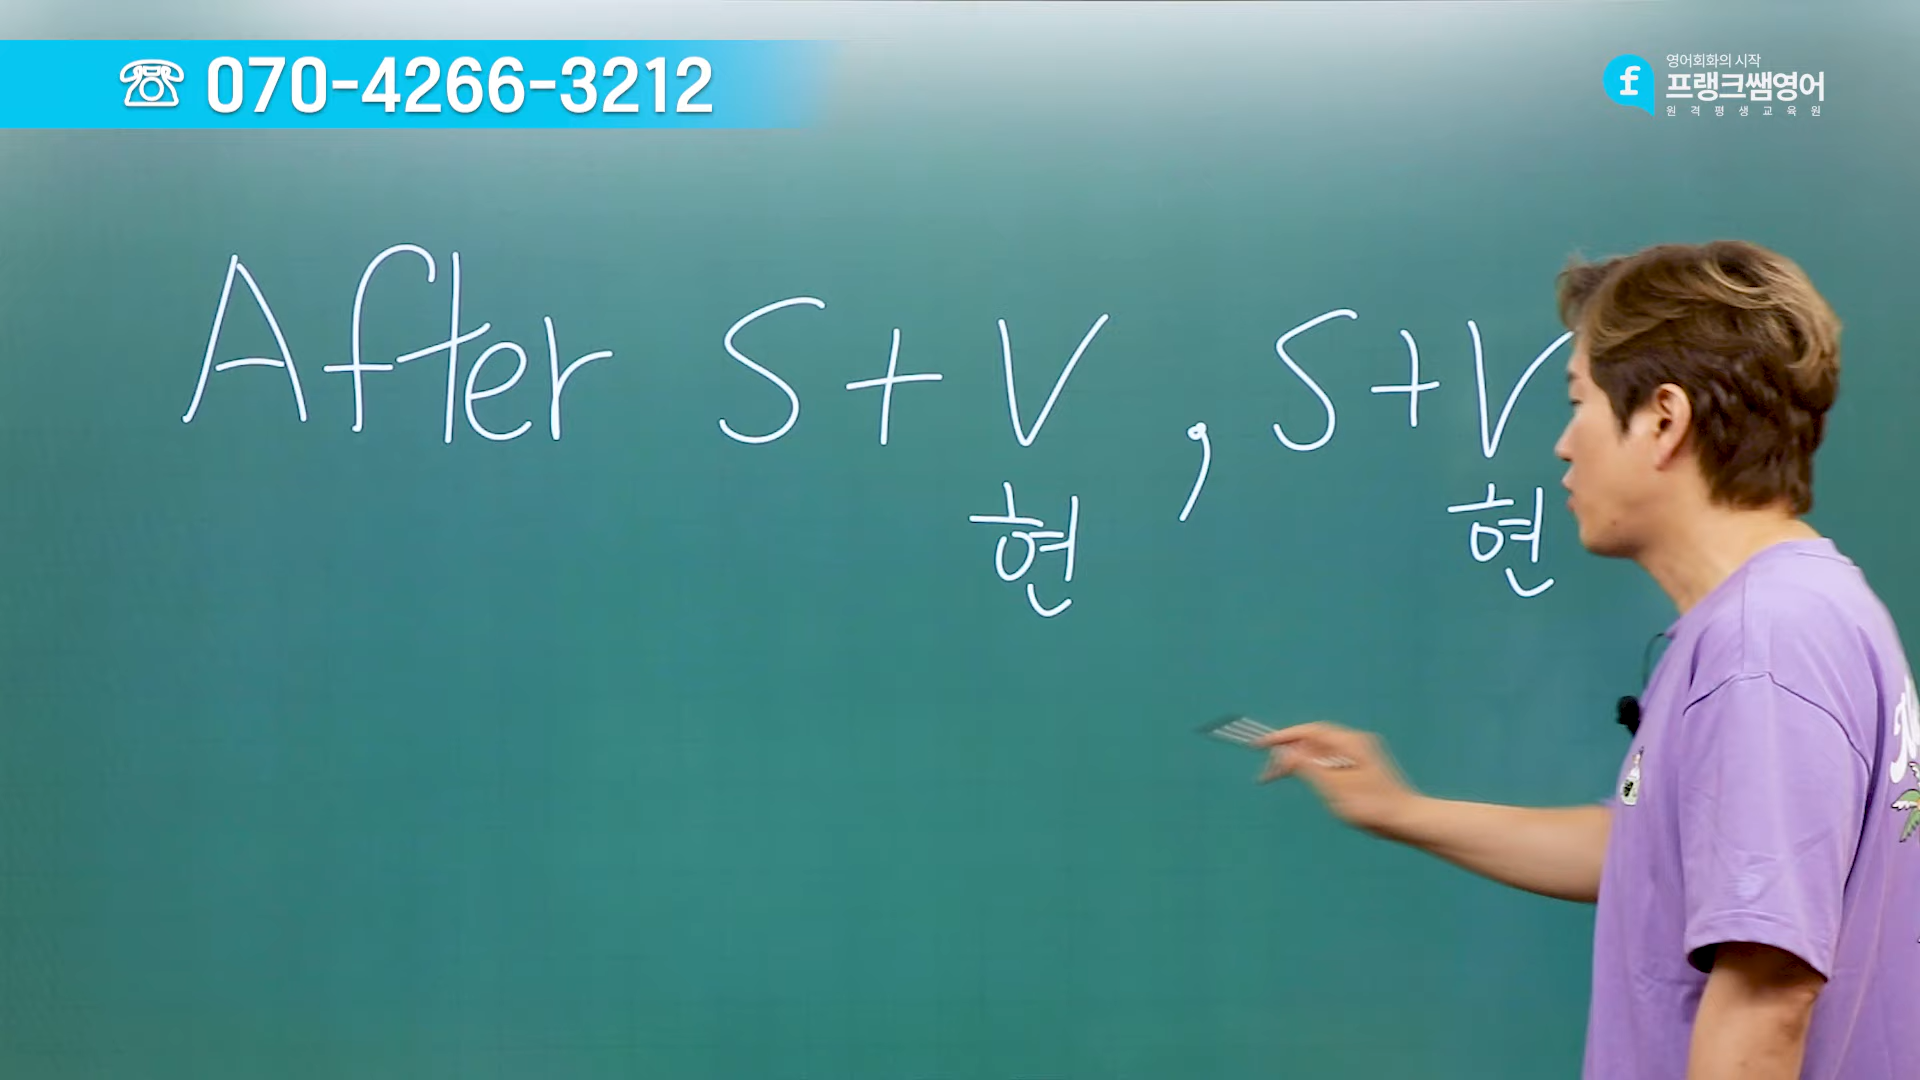 070-4266-3212
영어회화의 시작
프랭크쌤영어
원격평생교육원
After S+V, S+V
현 현